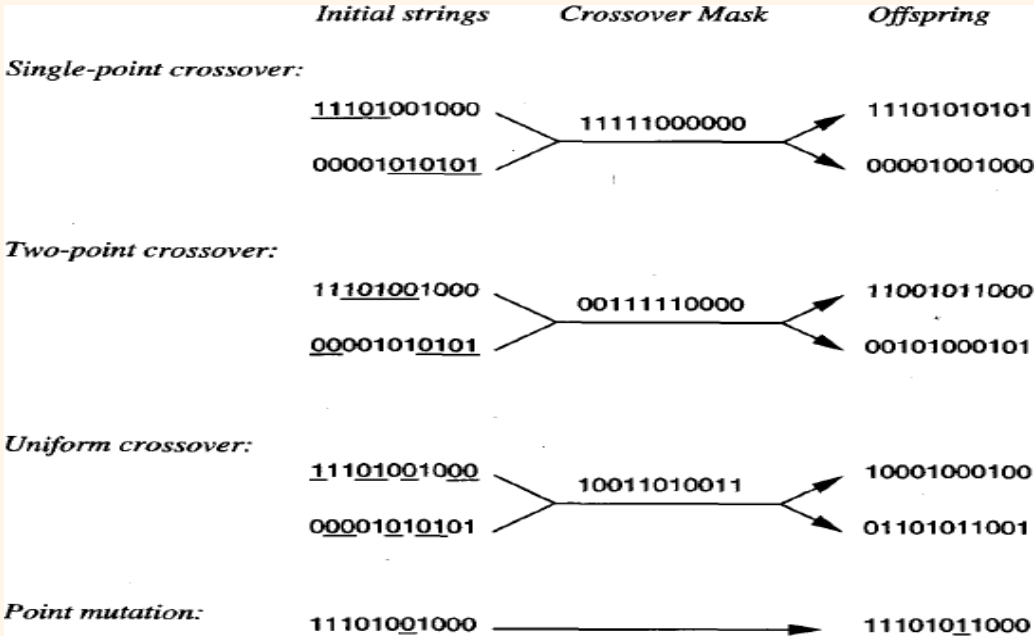 Initial strings Crossover Mask Offspring
Single-point crossover:
11101001000 11111000000 11101010101
00001010101 00001001000
Two-point crossover:
11101001000 00111110000 11001011000
00001010101 00101000101
Uniform crossover:
11101001000 10011010011 10001000100
00001010101 01101011001
Point mutation:
11101001000 11101011000